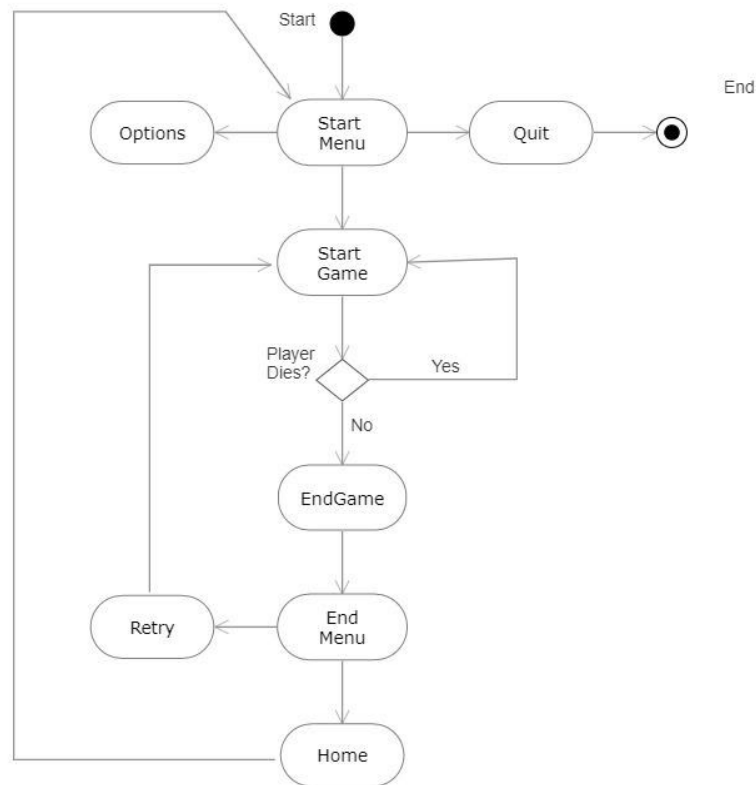 Start
End
Start
Menu
Options
Quit
Start
Game
Player
Dies?
Yes
No
EndGame
End
Menu
Retry
Home